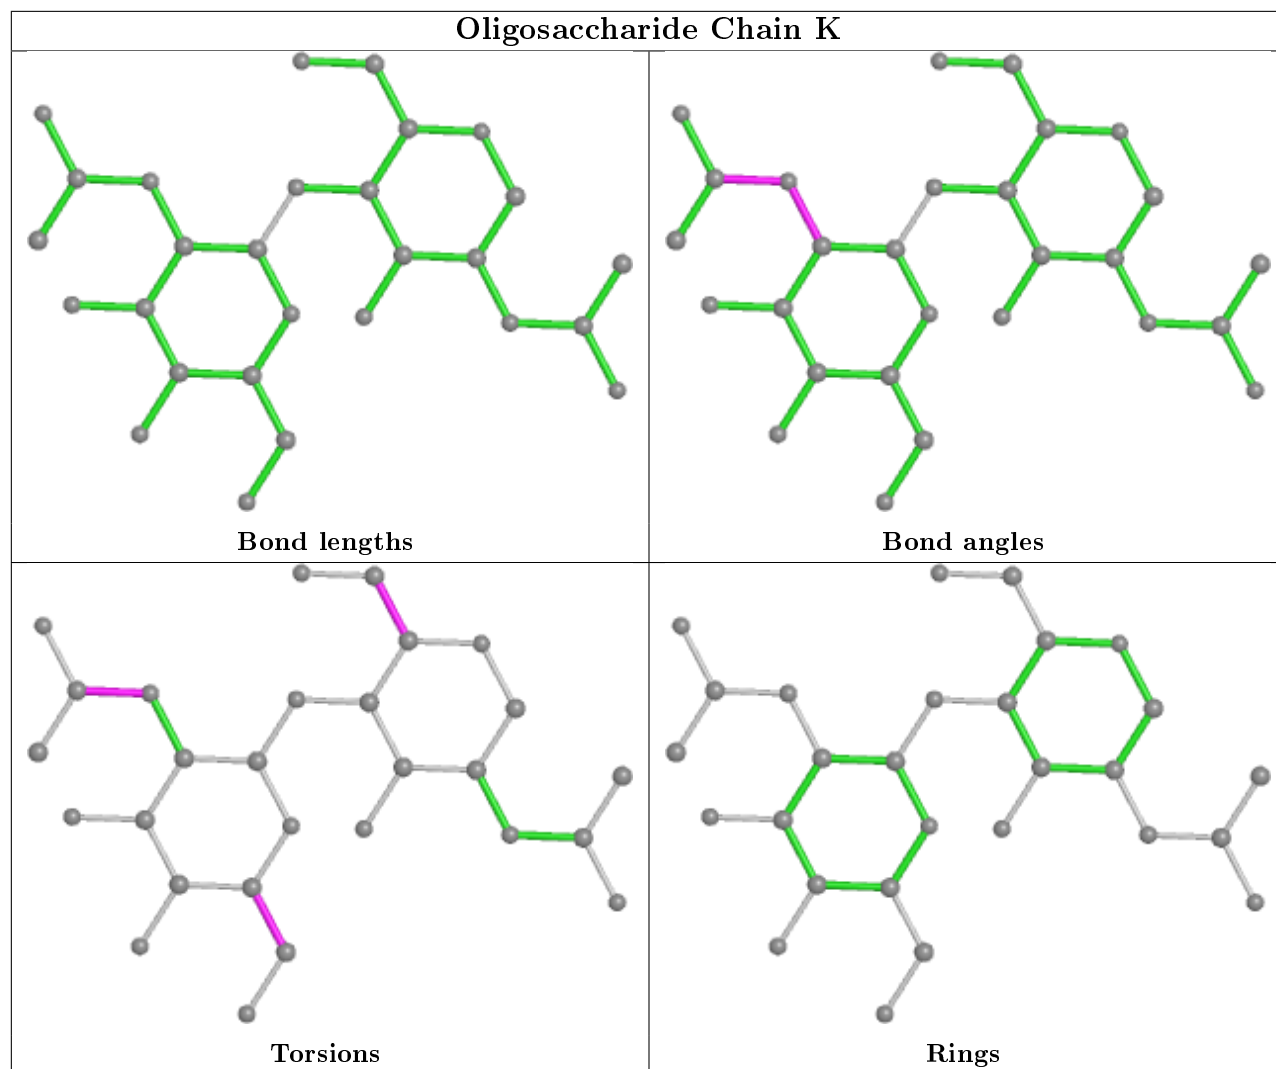 Oligosaccharide Chain K
Bond lengths
Bond angles
Torsions
Rings